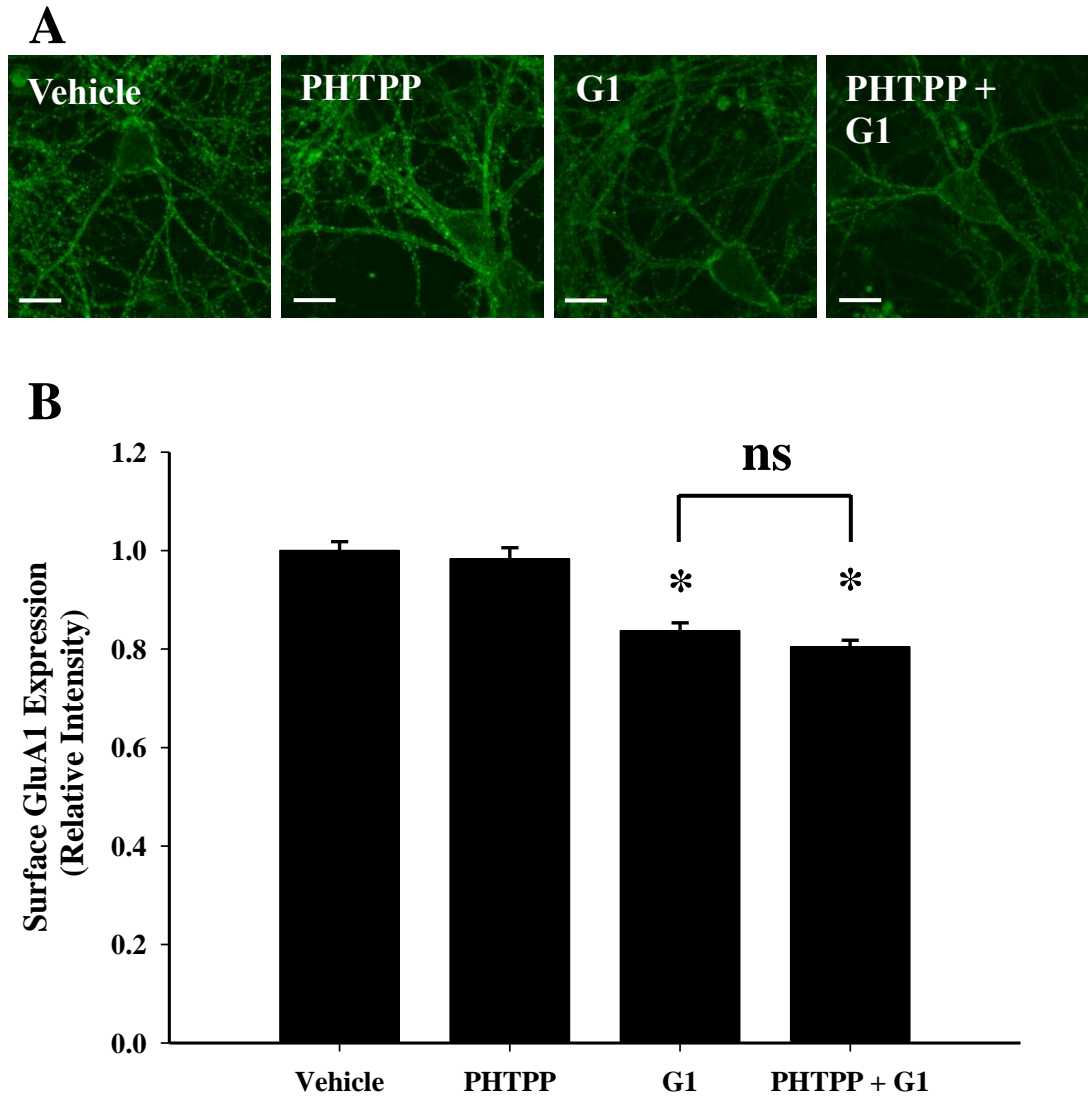 A
Vehicle
PHTPP
G1
PHTPP +
G1
B
ns
* *
1.2
1.0
0.8
0.6
0.4
0.2
0.0
Surface GluA1 Expression
(Relative Intensity)
Vehicle PHTPP G1 PHTPP + G1